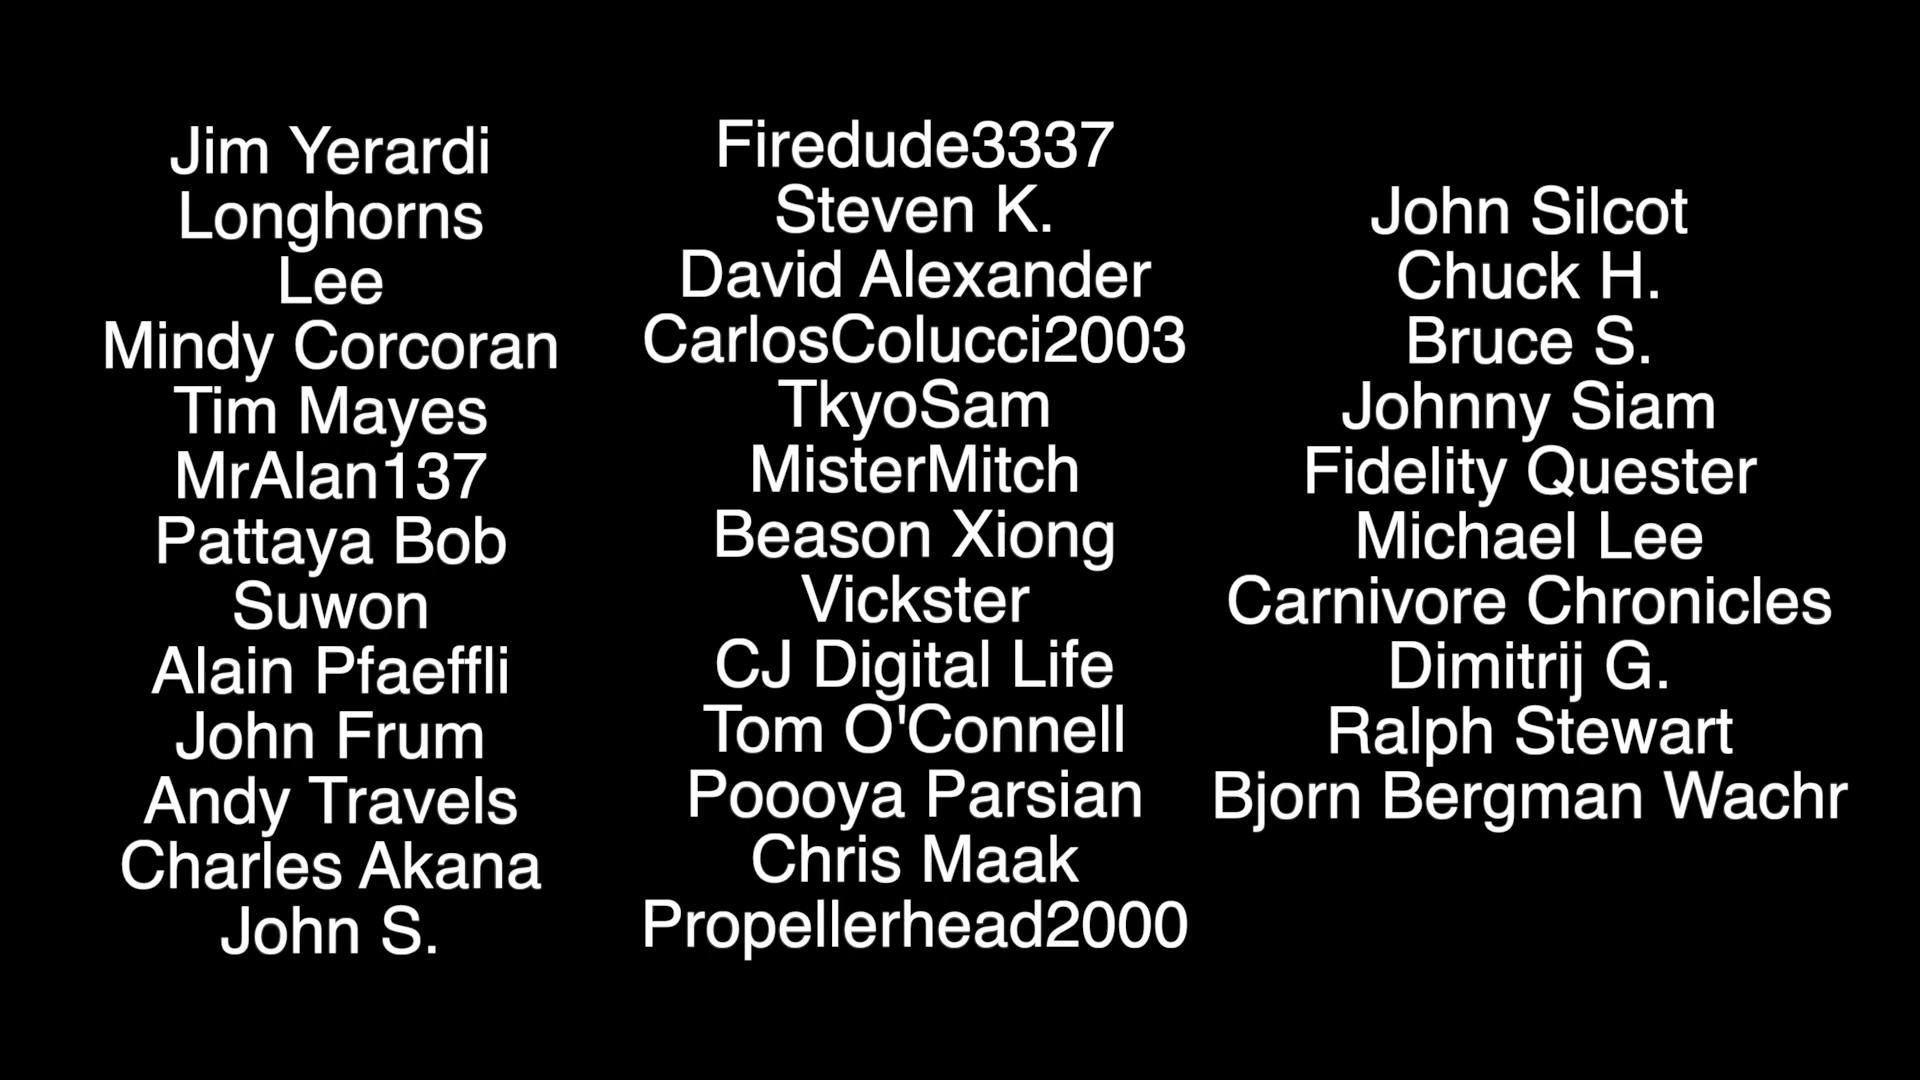 Jim Yerardi
Longhorns
Lee
Mindy Corcoran
Tim Mayes
MrAlan137
Pattaya Bob
Suwon
Alain Pfaeffli
John Frum
Andy Travels
Charles Akana
John S.
Firedude3337
Steven K.
David Alexander
CarlosColucci2003
TkyoSam
MisterMitch
Beason Xiong
Vickster
CJ Digital Life
Tom O'Connell
Poooya Parsian
Chris Maak
Propellerhead2000
John Silcot
Chuck H.
Bruce S.
Johnny Siam
Fidelity Quester
Michael Lee
Carnivore Chronicles
Dimitrij G.
Ralph Stewart
Bjorn Bergman Wachr